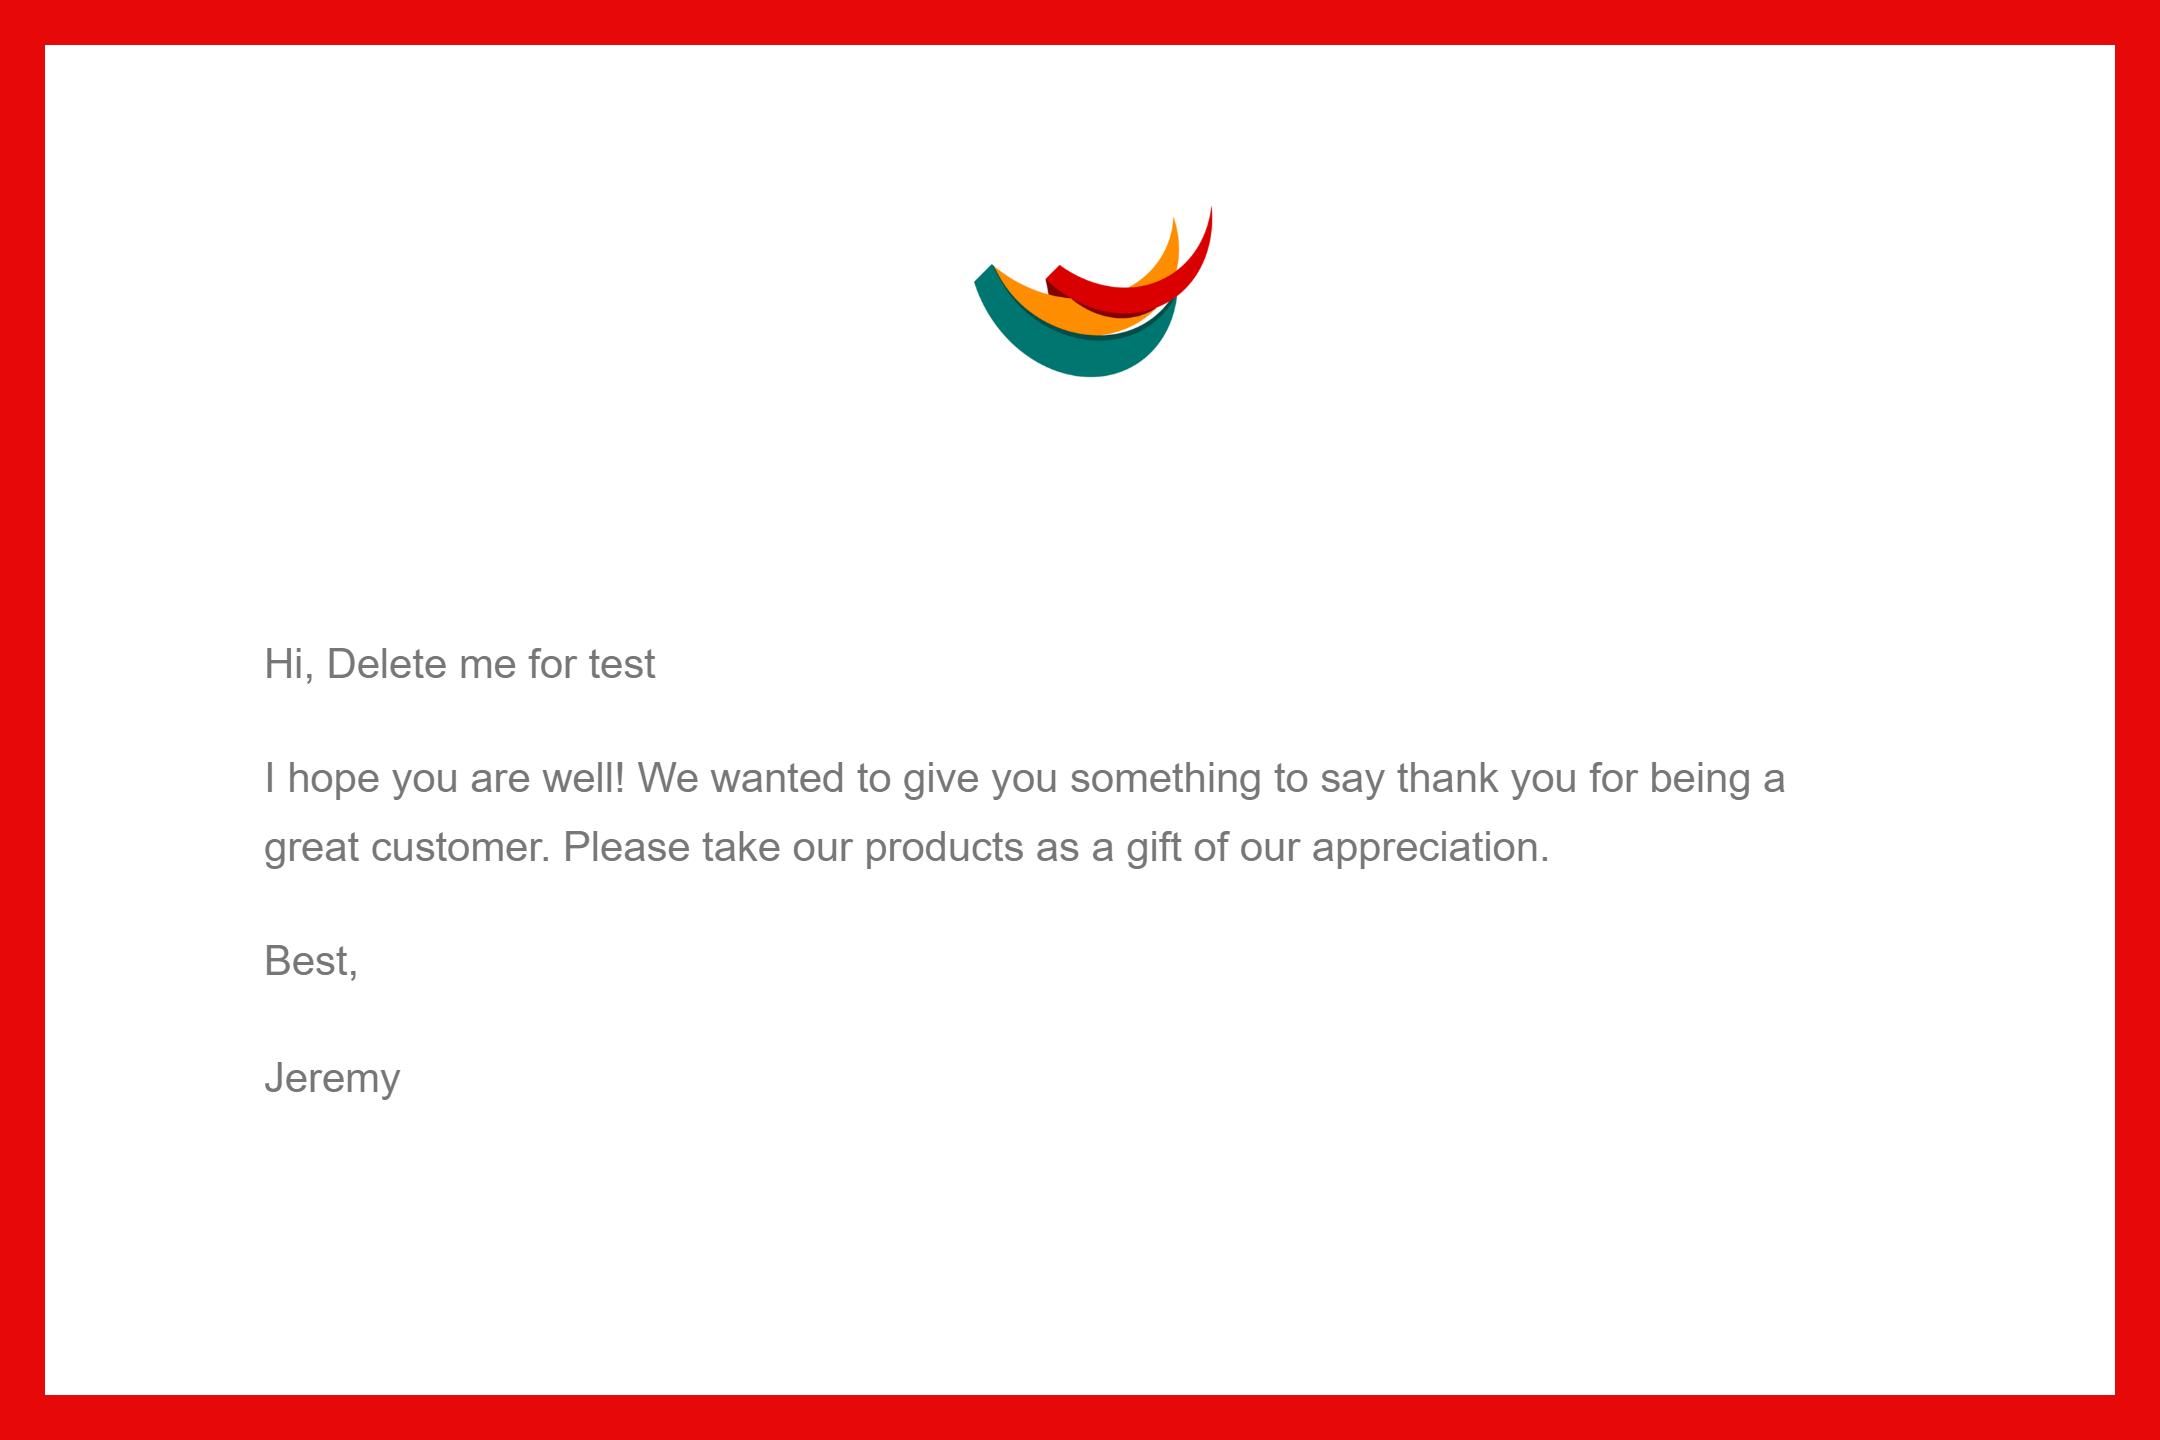 Hi, Delete me for test
I hope you are well! We wanted to give you something to say thank you for being a
great customer. Please take our products as a gift of our appreciation.
Best,
Jeremy